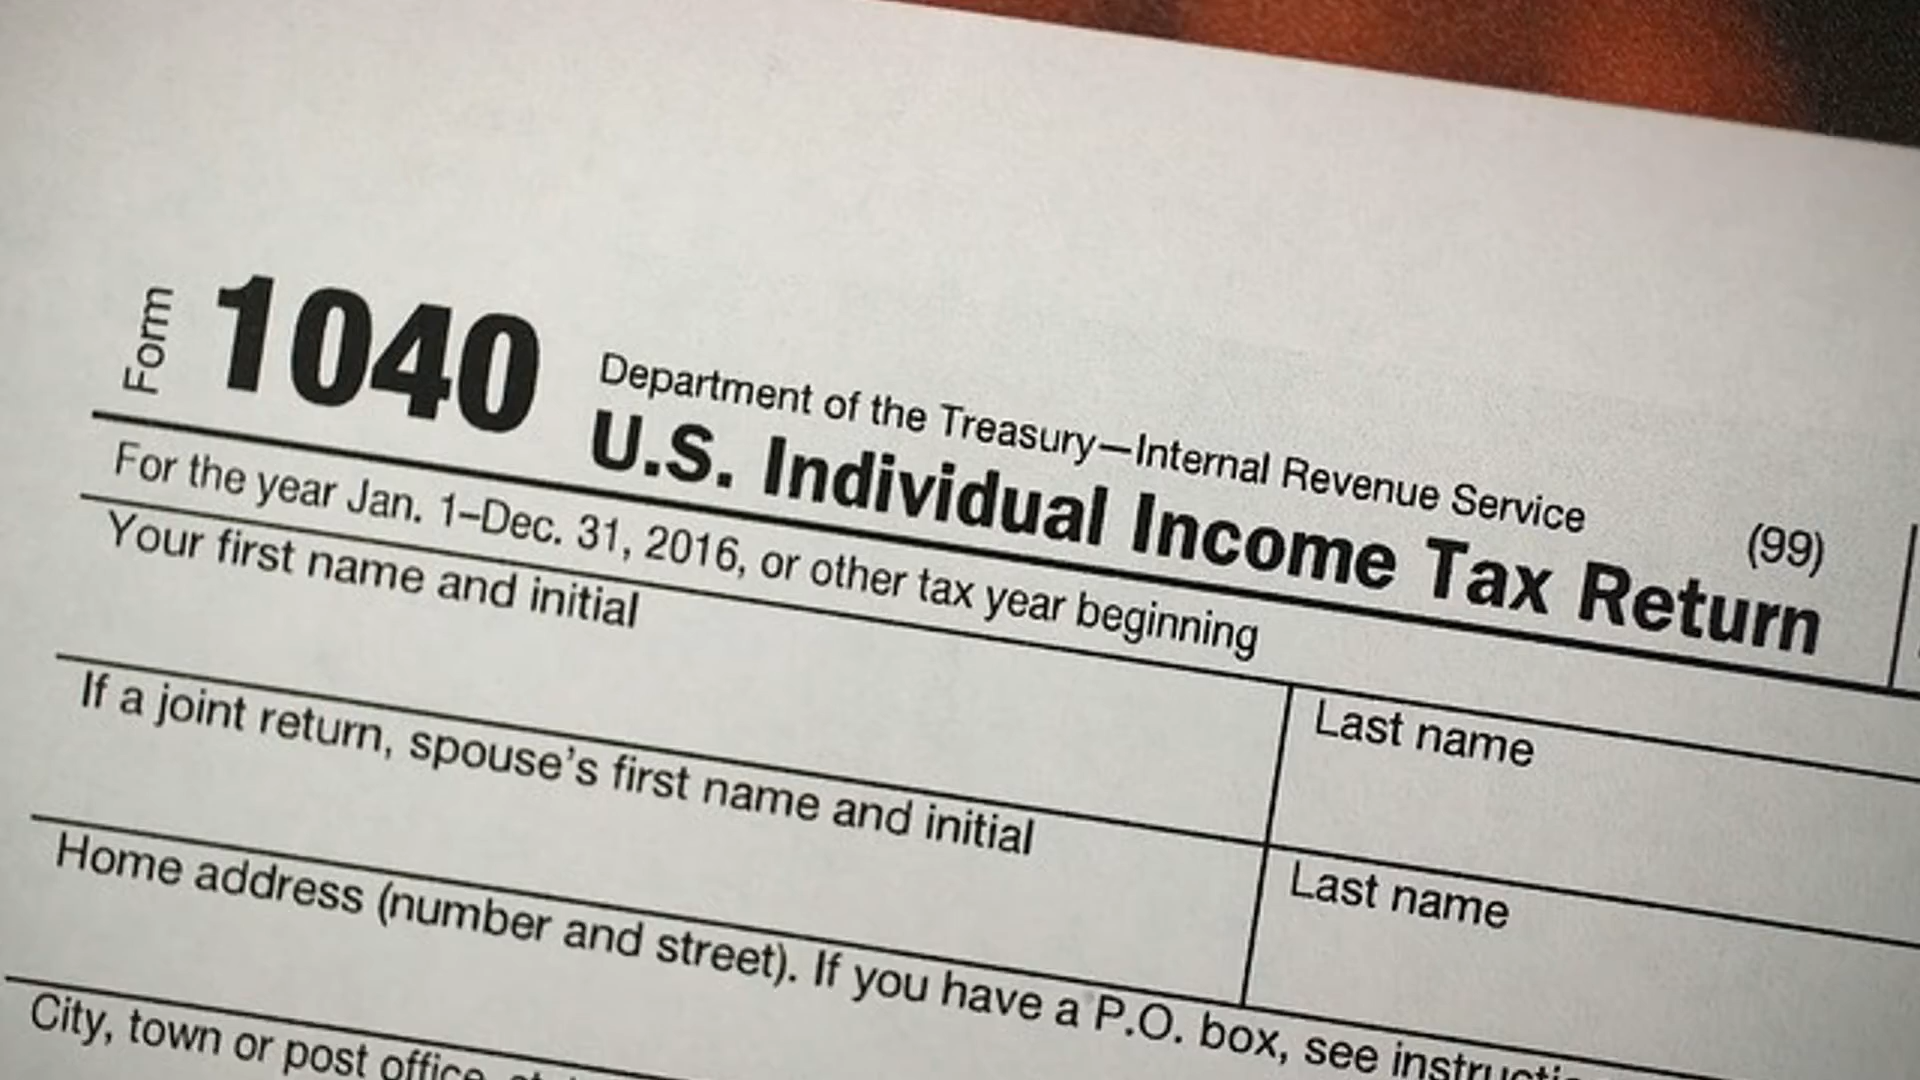 Form 1040
Department of the Treasury—Internal Revenue Service
(99)
U.S. Individual Income Tax Return
For the year Jan. 1–Dec. 31, 2016, or other tax year beginning
Your first name and initial
Last name
If a joint return, spouse's first name and initial
Last name
Home address (number and street). If you have a P.O. box, see
City, town or post office,